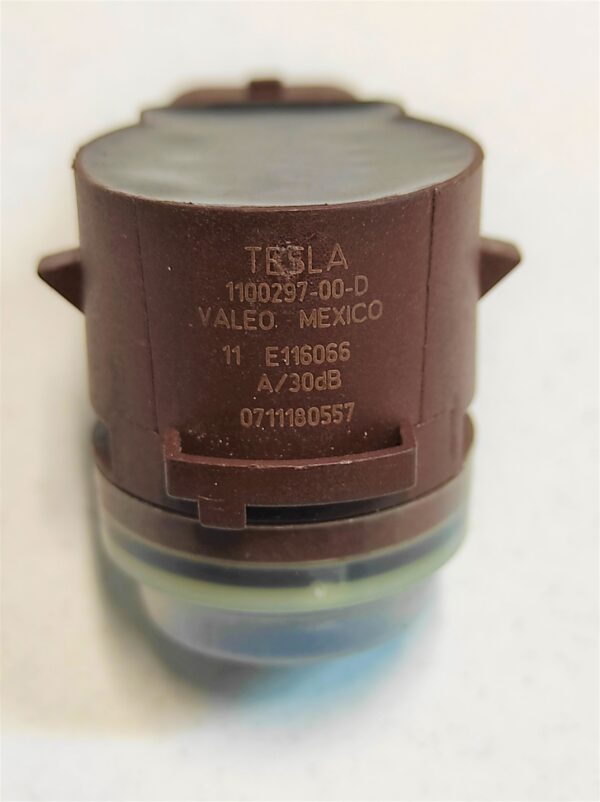 TESLA
1100297-00-D
VALEO MEXICO
11 E116066
A/30dB
0711180557